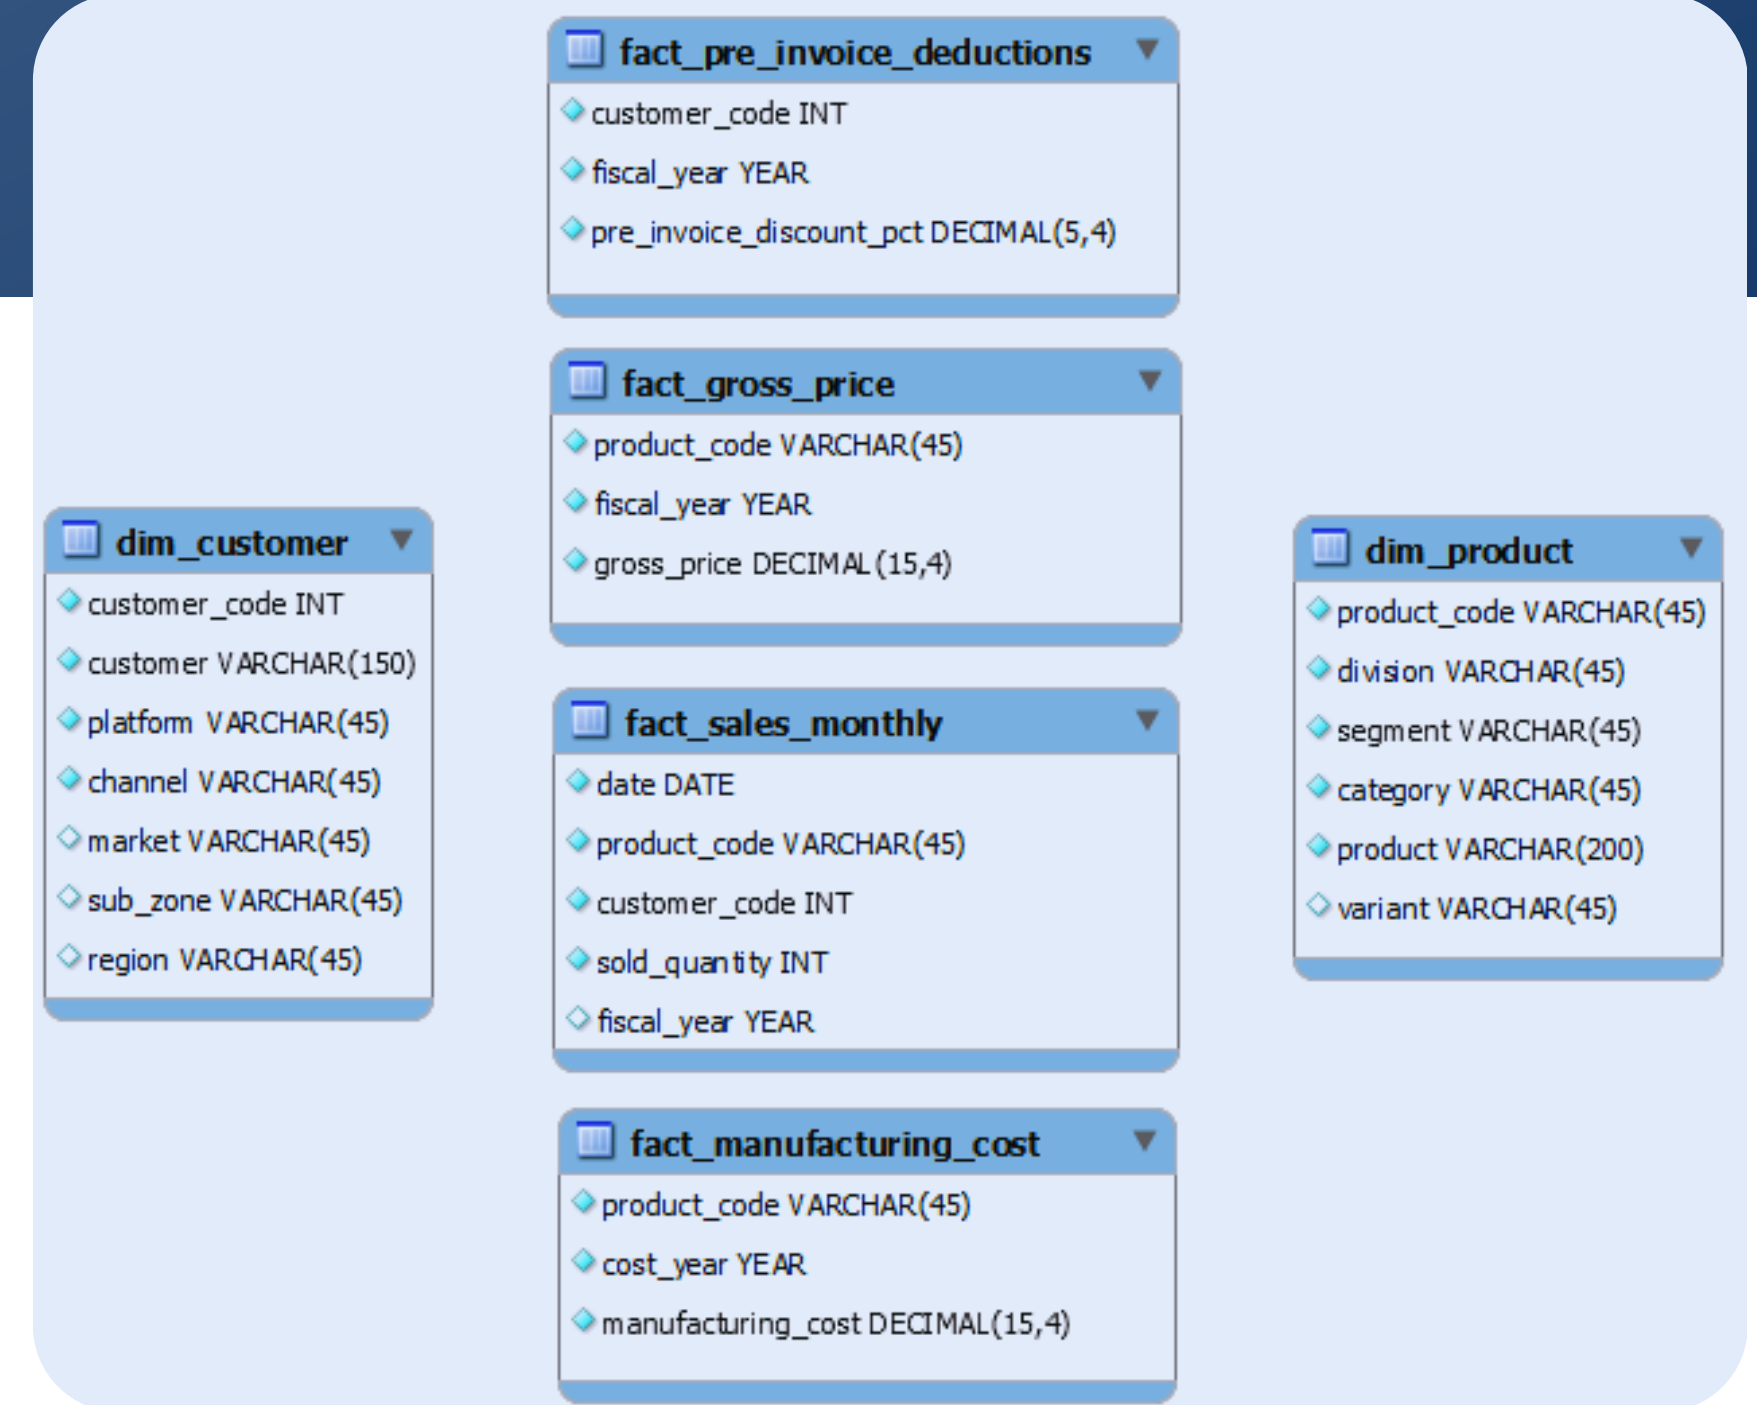 fact_pre_invoice_deductions
customer_code INT
fiscal_year YEAR
pre_invoice_discount_pct DECIMAL(5,4)
fact_gross_price
product_code VARCHAR(45)
fiscal_year YEAR
gross_price DECIMAL(15,4)
dim_customer
customer_code INT
customer VARCHAR(150)
platform VARCHAR(45)
channel VARCHAR(45)
market VARCHAR(45)
sub_zone VARCHAR(45)
region VARCHAR(45)
fact_sales_monthly
date DATE
product_code VARCHAR(45)
customer_code INT
sold_quantity INT
fiscal_year YEAR
dim_product
product_code VARCHAR(45)
division VARCHAR(45)
segment VARCHAR(45)
category VARCHAR(45)
product VARCHAR(200)
variant VARCHAR(45)
fact_manufacturing_cost
product_code VARCHAR(45)
cost_year YEAR
manufacturing_cost DECIMAL(15,4)